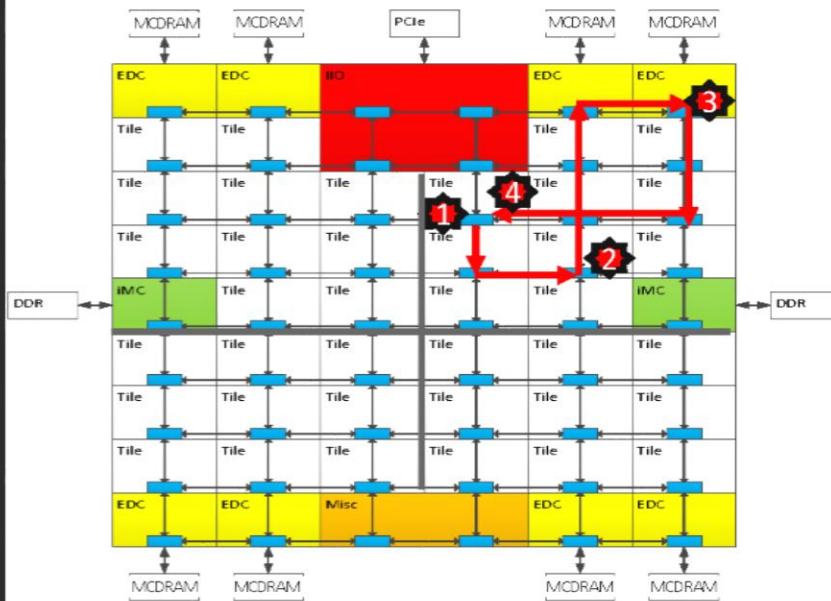 MCDRAM MCDRAM PCIe MCDRAM MCDRAM
EDC EDC IIO EDC EDC
3
Tile Tile Tile Tile
Tile Tile Tile Tile Tile Tile
4
1
Tile Tile Tile Tile Tile Tile
2
DDR iMC Tile Tile Tile Tile iMC DDR
Tile Tile Tile Tile Tile Tile
Tile Tile Tile Tile Tile Tile
Tile Tile Tile Tile Tile Tile
EDC EDC Misc EDC EDC
MCDRAM MCDRAM MCDRAM MCDRAM